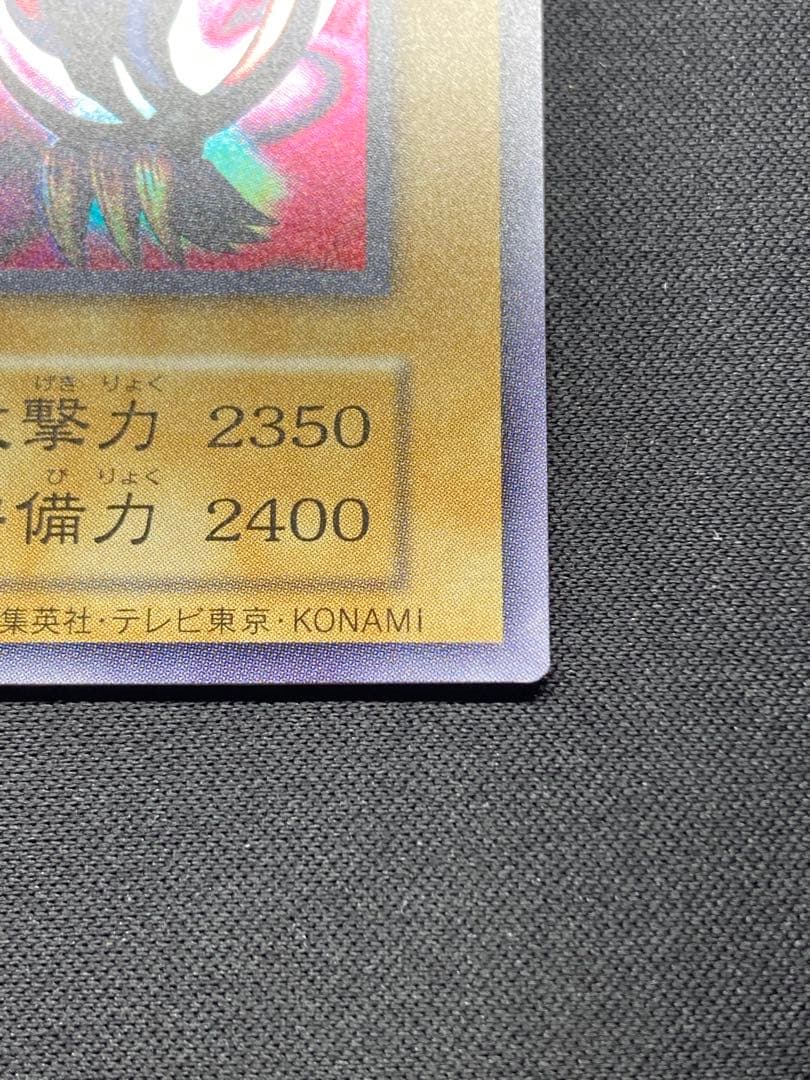 げき りょく
撃力 2350
び りょく
備力 2400
集英社・テレビ東京・KONAMI